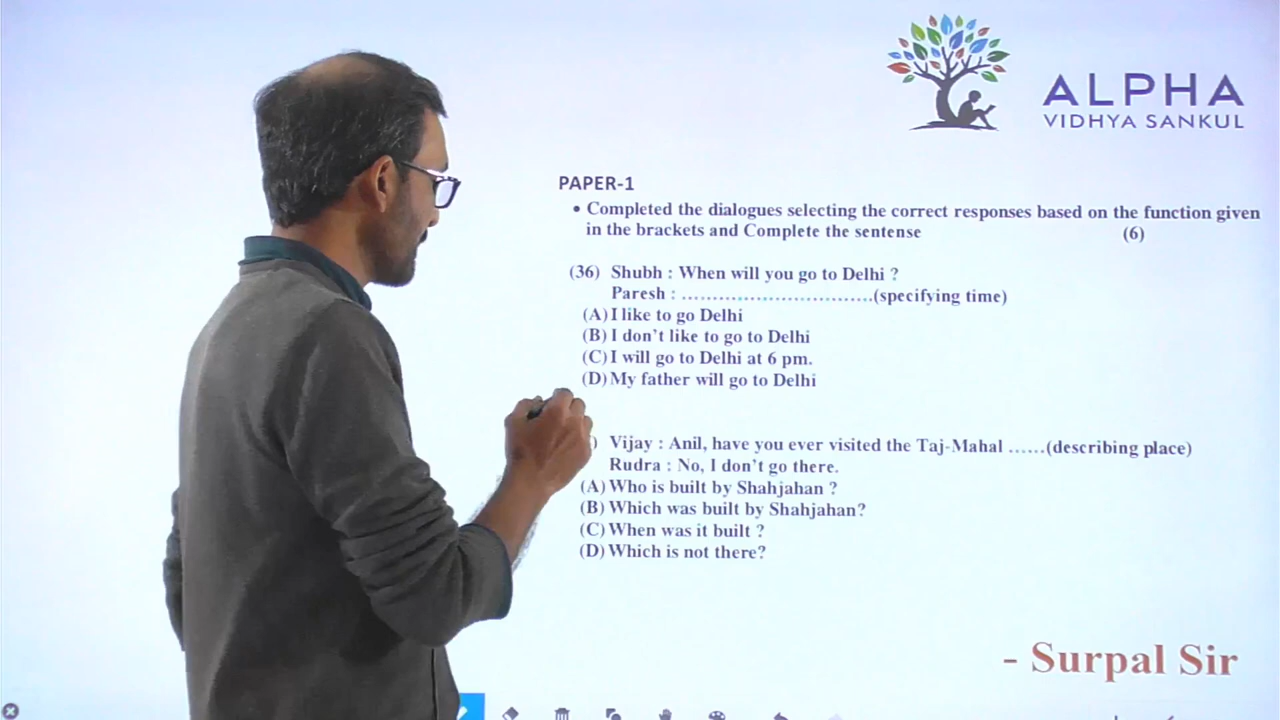 ALPHA
VIDHYA SANKUL
PAPER-1
• Completed the dialogues selecting the correct responses based on the function given
in the brackets and Complete the sentense (6)
(36) Shubh : When will you go to Delhi ?
Paresh : ................................(specifying time)
(A) I like to go Delhi
(B) I don't like to go to Delhi
(C) I will go to Delhi at 6 pm.
(D) My father will go to Delhi
) Vijay : Anil, have you ever visited the Taj-Mahal ......(describing place)
Rudra : No, I don't go there.
(A) Who is built by Shahjahan ?
(B) Which was built by Shahjahan?
(C) When was it built ?
(D) Which is not there?
- Surpal Sir